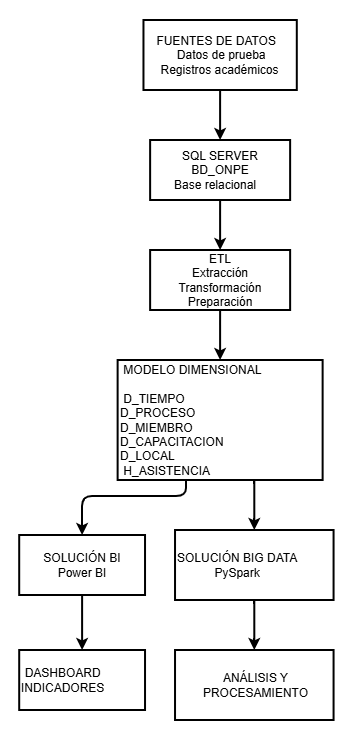 FUENTES DE DATOS
Datos de prueba
Registros académicos
SQL SERVER
BD_ONPE
Base relacional
ETL
Extracción
Transformación
Preparación
MODELO DIMENSIONAL
D_TIEMPO
D_PROCESO
D_MIEMBRO
D_CAPACITACION
D_LOCAL
H_ASISTENCIA
SOLUCIÓN BI
Power BI
SOLUCIÓN BIG DATA
PySpark
DASHBOARD
INDICADORES
ANÁLISIS Y
PROCESAMIENTO